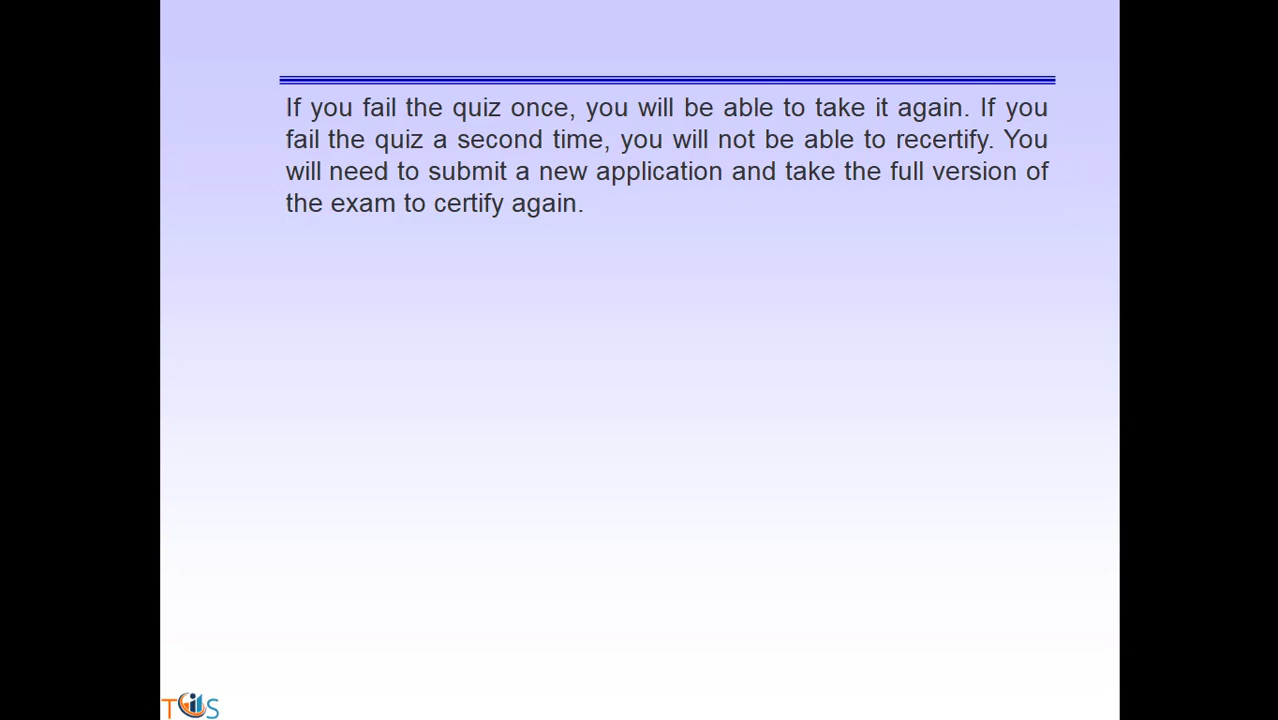 If you fail the quiz once, you will be able to take it again. If you
fail the quiz a second time, you will not be able to recertify. You
will need to submit a new application and take the full version of
the exam to certify again.
T S